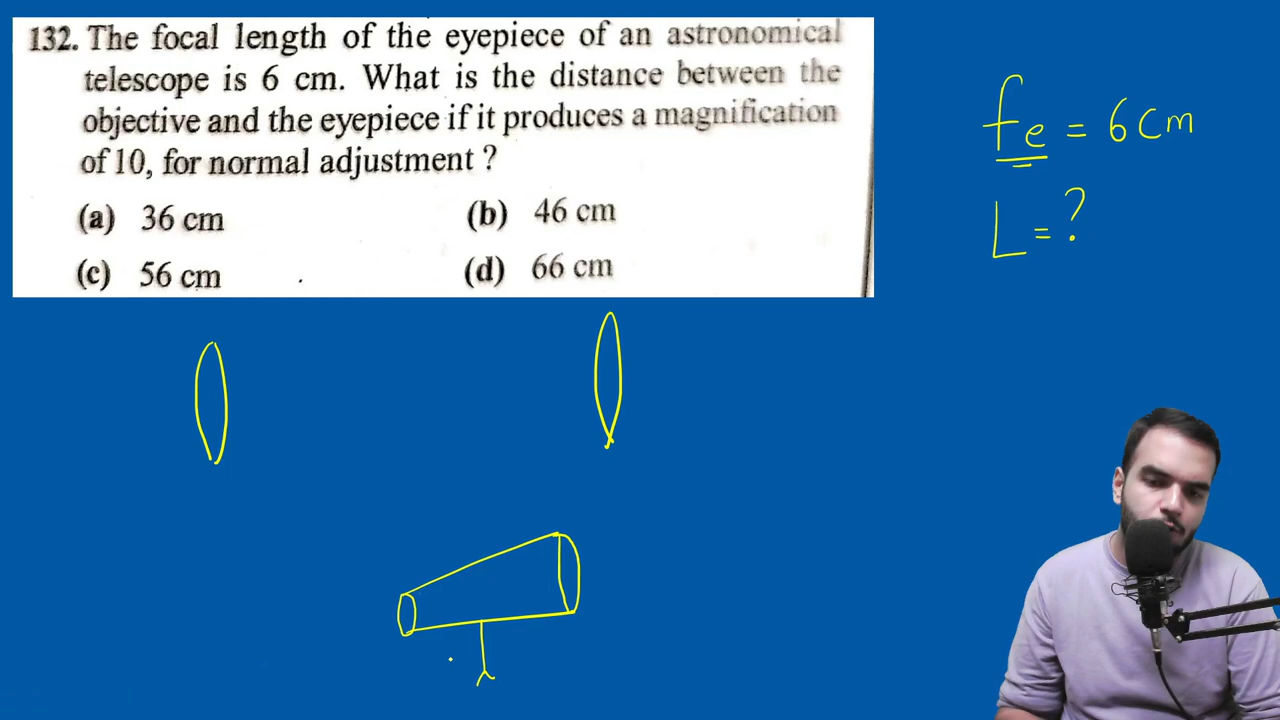 132. The focal length of the eyepiece of an astronomical
telescope is 6 cm. What is the distance between the
objective and the eyepiece if it produces a magnification
of 10, for normal adjustment ?
(a) 36 cm (b) 46 cm
(c) 56 cm (d) 66 cm
fe = 6 cm
L = ?